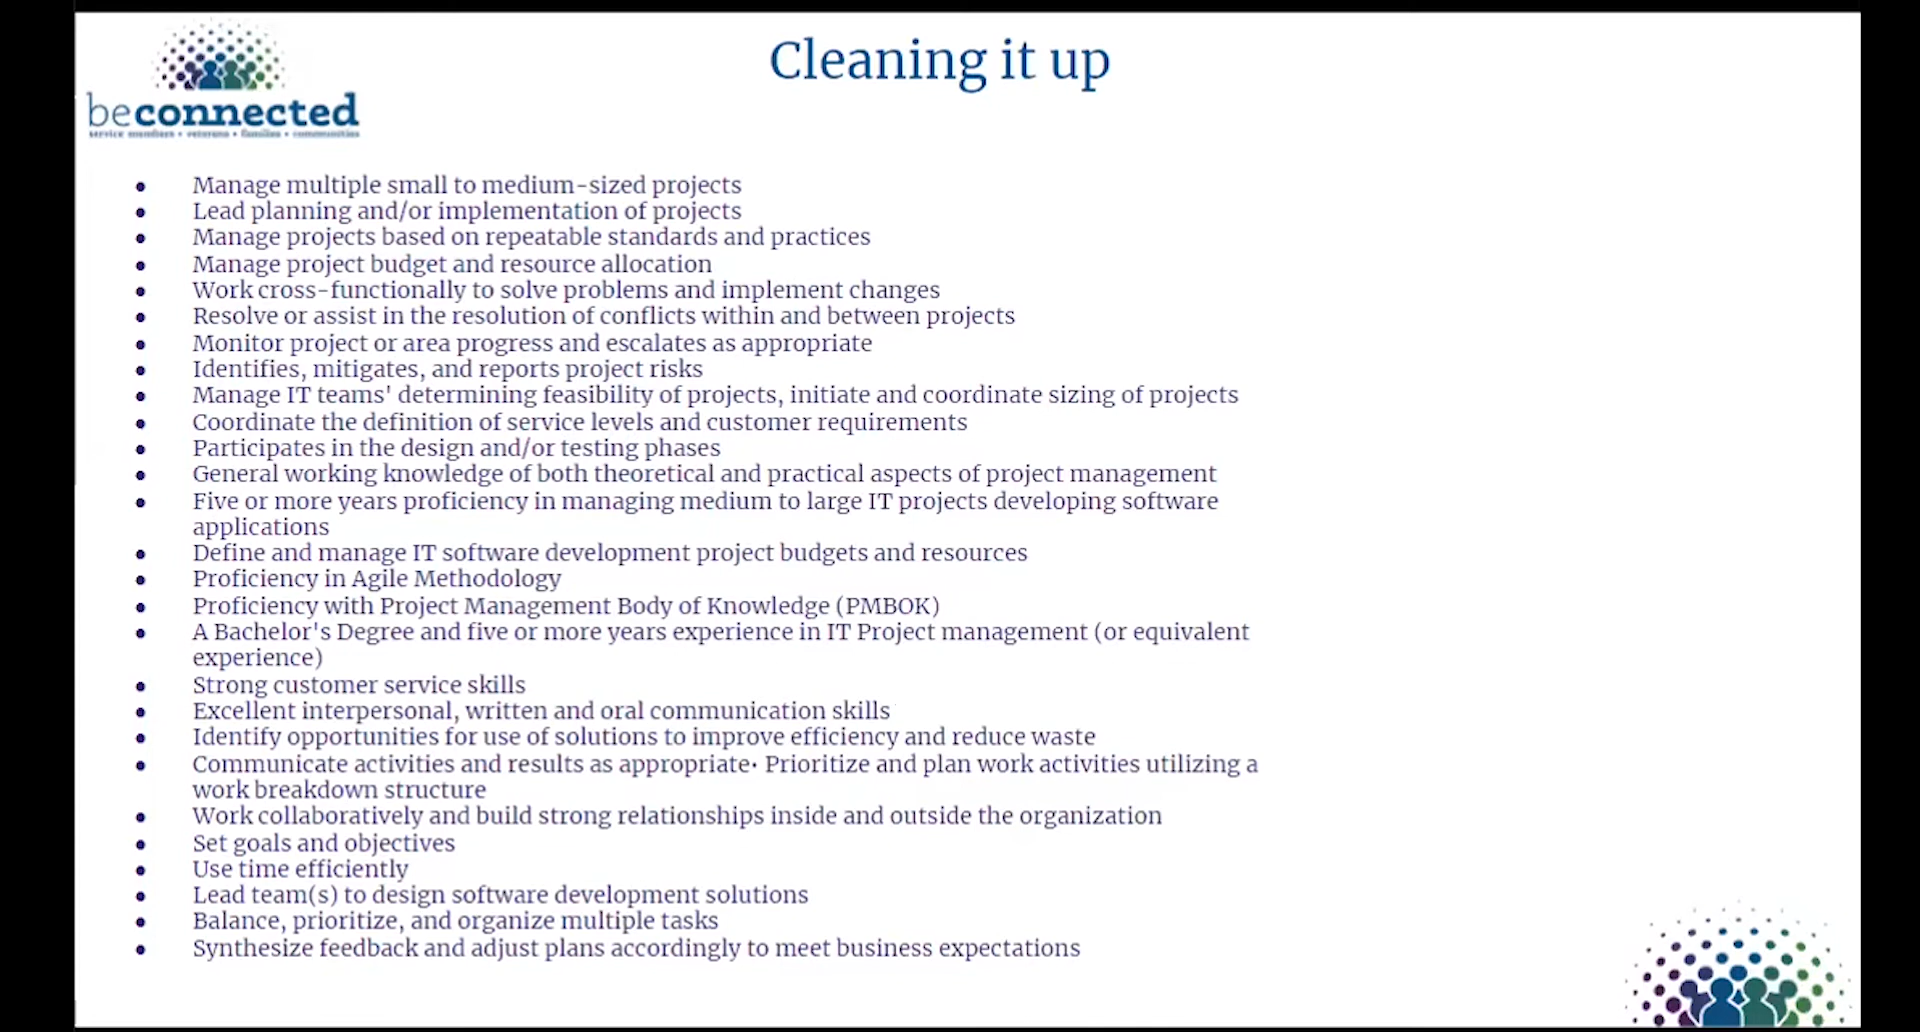 Cleaning it up
beconnected
service members • veterans • families • communities
• Manage multiple small to medium-sized projects
• Lead planning and/or implementation of projects
• Manage projects based on repeatable standards and practices
• Manage project budget and resource allocation
• Work cross-functionally to solve problems and implement changes
• Resolve or assist in the resolution of conflicts within and between projects
• Monitor project or area progress and escalates as appropriate
• Identifies, mitigates, and reports project risks
• Manage IT teams' determining feasibility of projects, initiate and coordinate sizing of projects
• Coordinate the definition of service levels and customer requirements
• Participates in the design and/or testing phases
• General working knowledge of both theoretical and practical aspects of project management
• Five or more years proficiency in managing medium to large IT projects developing software
applications
• Define and manage IT software development project budgets and resources
• Proficiency in Agile Methodology
• Proficiency with Project Management Body of Knowledge (PMBOK)
• A Bachelor's Degree and five or more years experience in IT Project management (or equivalent
experience)
• Strong customer service skills
• Excellent interpersonal, written and oral communication skills
• Identify opportunities for use of solutions to improve efficiency and reduce waste
• Communicate activities and results as appropriate• Prioritize and plan work activities utilizing a
work breakdown structure
• Work collaboratively and build strong relationships inside and outside the organization
• Set goals and objectives
• Use time efficiently
• Lead team(s) to design software development solutions
• Balance, prioritize, and organize multiple tasks
• Synthesize feedback and adjust plans accordingly to meet business expectations